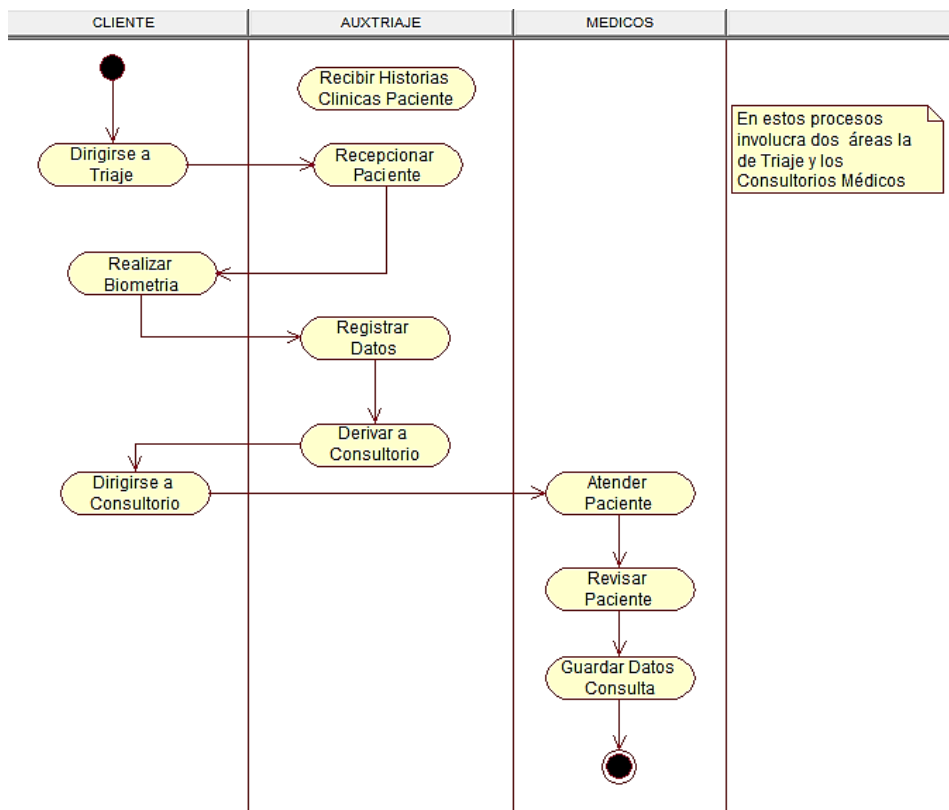 CLIENTE
AUXTRIAJE
MEDICOS
Recibir Historias
Clinicas Paciente
En estos procesos
involucra dos áreas la
de Triaje y los
Consultorios Médicos
Dirigirse a
Triaje
Recepcionar
Paciente
Realizar
Biometria
Registrar
Datos
Derivar a
Consultorio
Dirigirse a
Consultorio
Atender
Paciente
Revisar
Paciente
Guardar Datos
Consulta